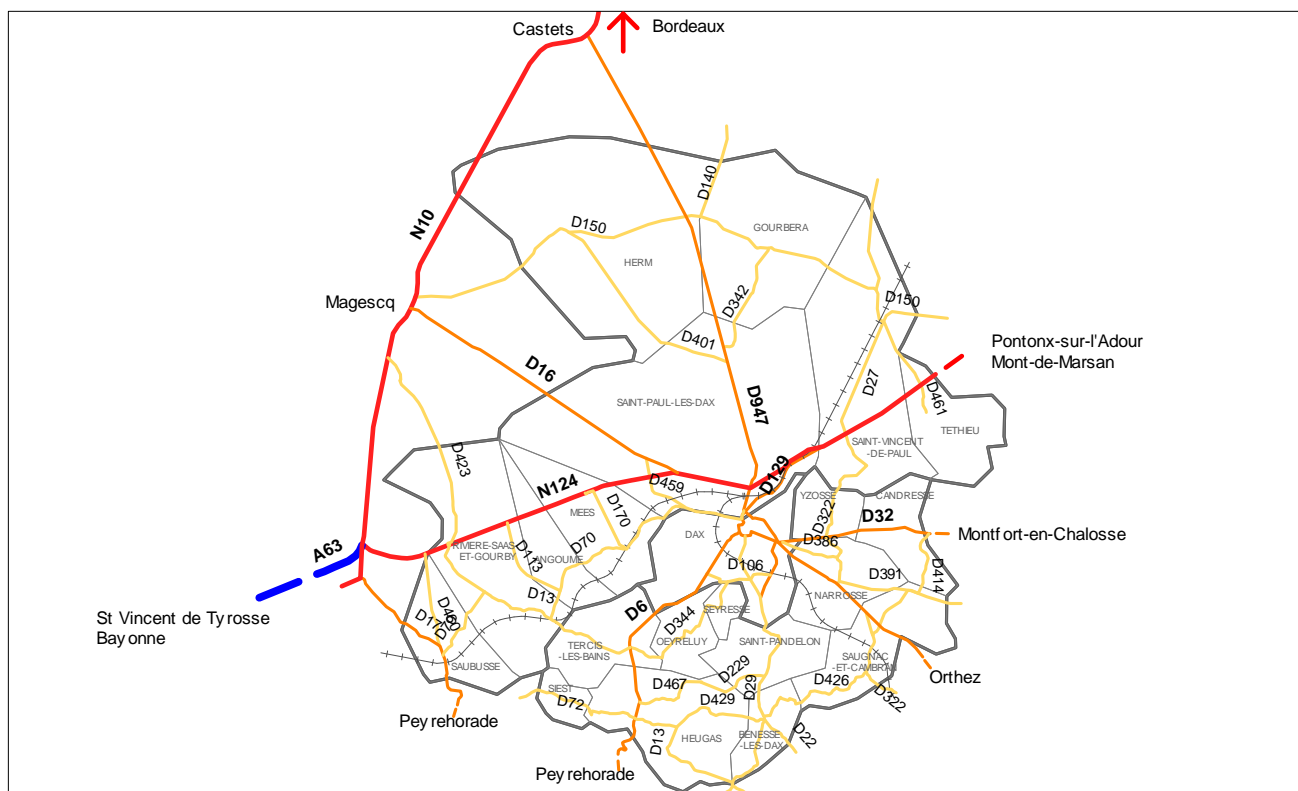 Castets
Bordeaux
D140
N10
D150
GOURBERA
HERM
Magescq
D342
D150
D401
Pontonx-sur-l'Adour
Mont-de-Marsan
D16
D27
D947
D461
SAINT-PAUL-LES-DAX
TETHIEU
SAINT-VINCENT
-DE-PAUL
D423
D129
N124
D459
YZOSSE
CANDRESSE
D322
D32
MEES
D170
DAX
Montfort-en-Chalosse
D386
A63
RIVIERE-SAAS
-ET-GOURBY
D113
ANGOUME
D70
D106
D391
D414
St Vincent de Tyrosse
Bayonne
D13
D460
D17
D6
D344
SEYRESSE
NARROSSE
OEYRELUY
SAINT-PANDELON
TERCIS
-LES-BAINS
SAUBUSSE
SAUGNAC
-ET-CAMBRAN
Orthez
D229
D467
D29
D426
D322
SIEST
D72
D429
Peyrehorade
D13
HEUGAS
BENESSE
-LES-DAX
D22
Peyrehorade